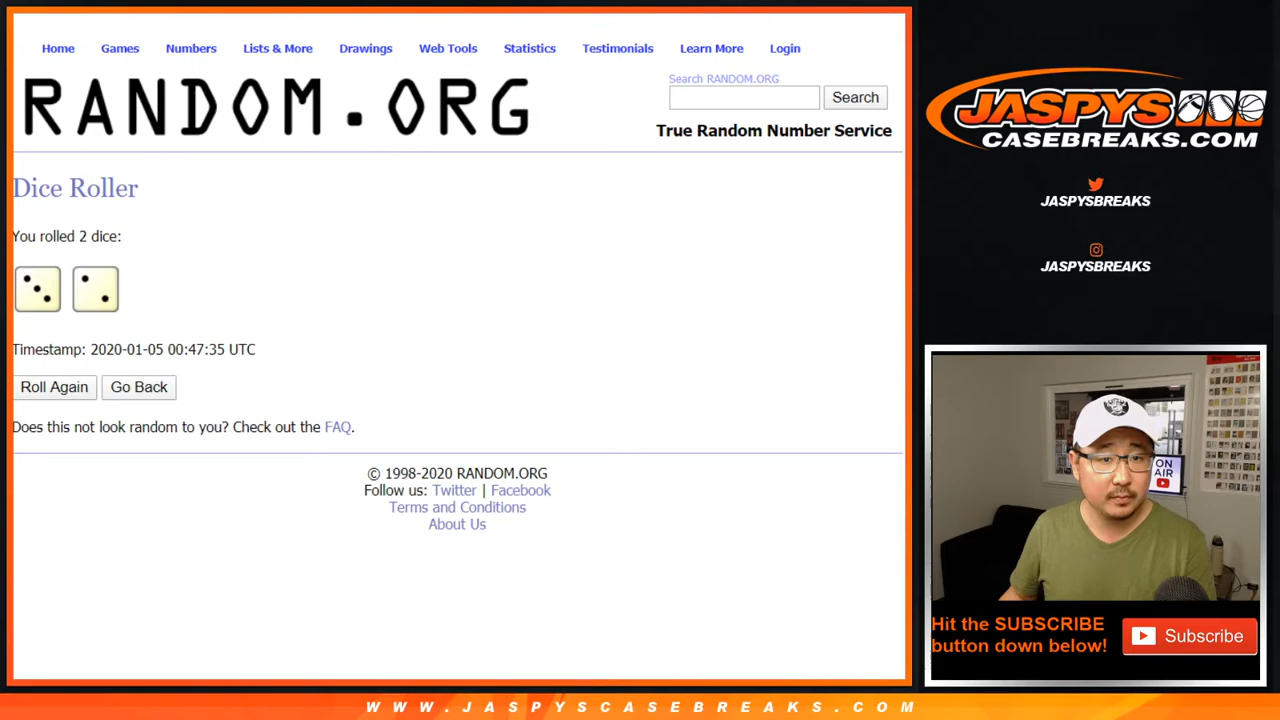 Home Games Numbers Lists & More Drawings Web Tools Statistics Testimonials Learn More Login
RANDOM.ORG
Search RANDOM.ORG
Search
True Random Number Service
Dice Roller
You rolled 2 dice:
Timestamp: 2020-01-05 00:47:35 UTC
Roll Again Go Back
Does this not look random to you? Check out the FAQ.
© 1998-2020 RANDOM.ORG
Follow us: Twitter | Facebook
Terms and Conditions
About Us
JASPYS
CASEBREAKS.COM
JASPYSBREAKS
JASPYSBREAKS
ON
AIR
Hit the SUBSCRIBE
button down below!
Subscribe
WWW.JASPYSCASEBREAKS.COM